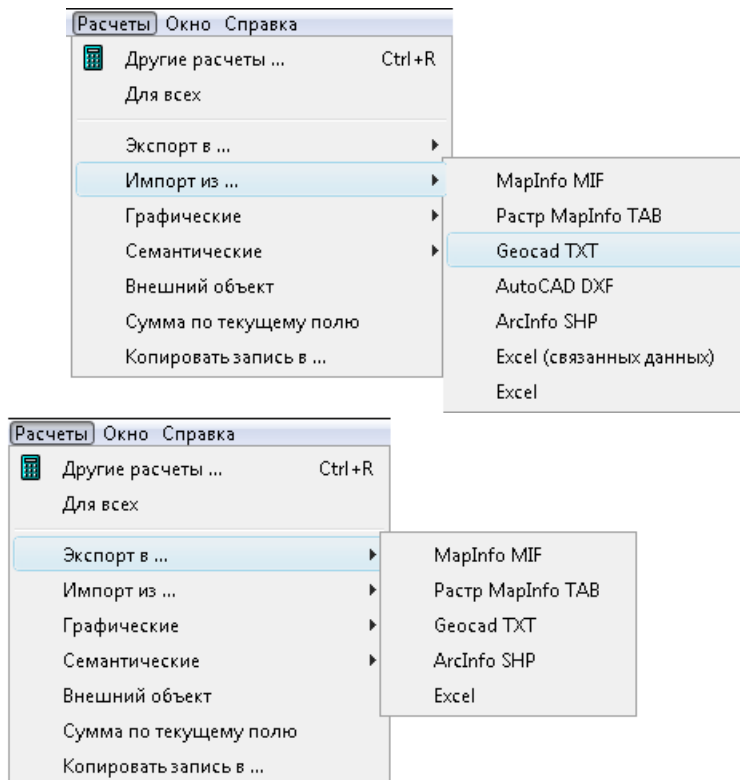 Расчеты Окно Справка
Другие расчеты ... Ctrl+R
Для всех
Экспорт в ...
Импорт из ...
Графические
Семантические
Внешний объект
Сумма по текущему полю
Копировать запись в ...
MapInfo MIF
Растр MapInfo TAB
Geocad TXT
AutoCAD DXF
ArcInfo SHP
Excel (связанных данных)
Excel
Расчеты Окно Справка
Другие расчеты ... Ctrl+R
Для всех
Экспорт в ...
Импорт из ...
Графические
Семантические
Внешний объект
Сумма по текущему полю
Копировать запись в ...
MapInfo MIF
Растр MapInfo TAB
Geocad TXT
ArcInfo SHP
Excel